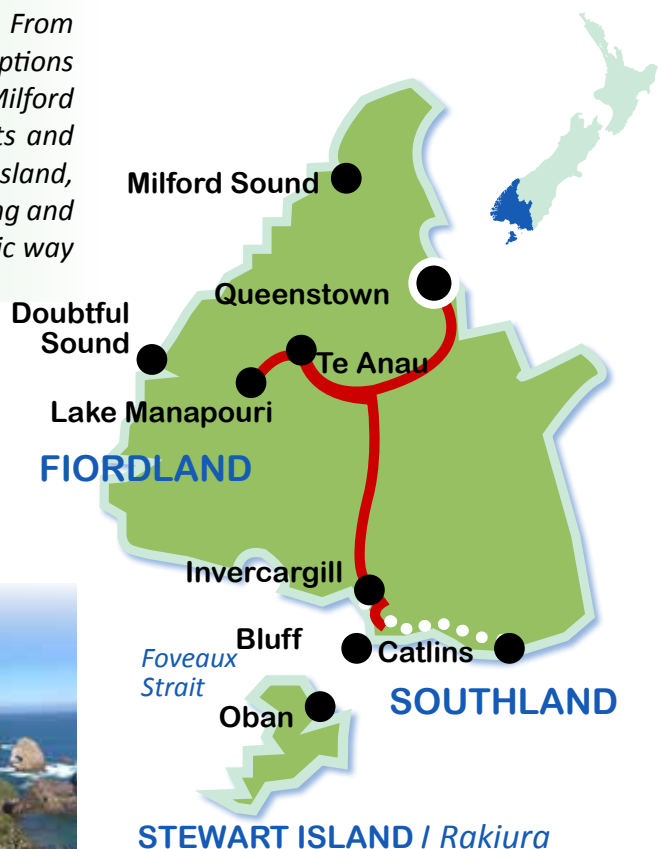 From
ptions
Milford
ts and
sland,
ng and
ic way
Milford Sound
Queenstown
Doubtful
Sound
Te Anau
Lake Manapouri
FIORDLAND
Invercargill
Bluff
Catlins
Foveaux
Strait
SOUTHLAND
Oban
STEWART ISLAND / Rakiura